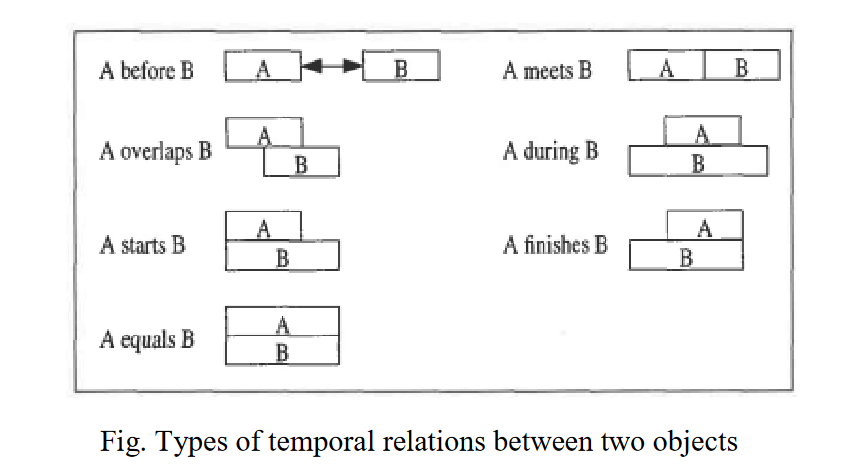 A before B A B A meets B A B
A overlaps B A B A during B A B
A starts B A B A finishes B A B
A equals B A B
Fig. Types of temporal relations between two objects